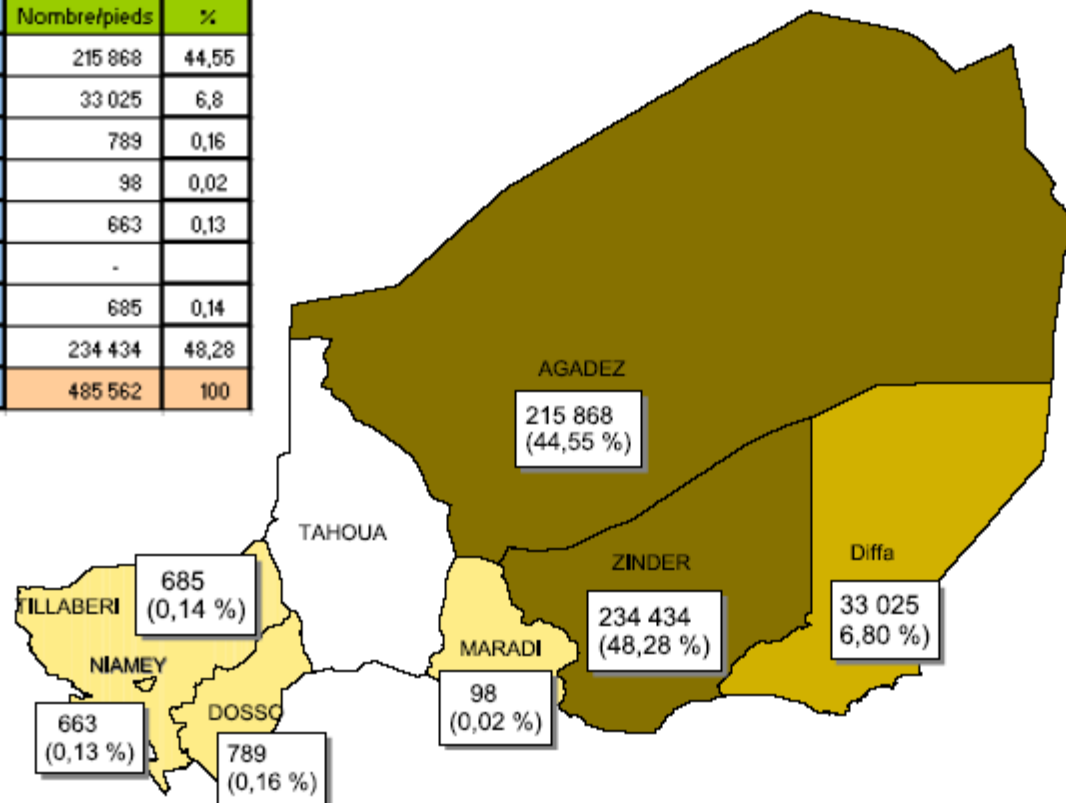 Nombre/pieds %
215 868 44,55
33 025 6,8
789 0,16
98 0,02
663 0,13
-
685 0,14
234 434 48,28
485 562 100
AGADEZ
215 868
(44,55 %)
TAHOUA
ZINDER
234 434
(48,28 %)
Diffa
33 025
6,80 %)
TILLABERI
685
(0,14 %)
NIAMEY
663
(0,13 %)
MARADI
98
(0,02 %)
DOSSO
789
(0,16 %)